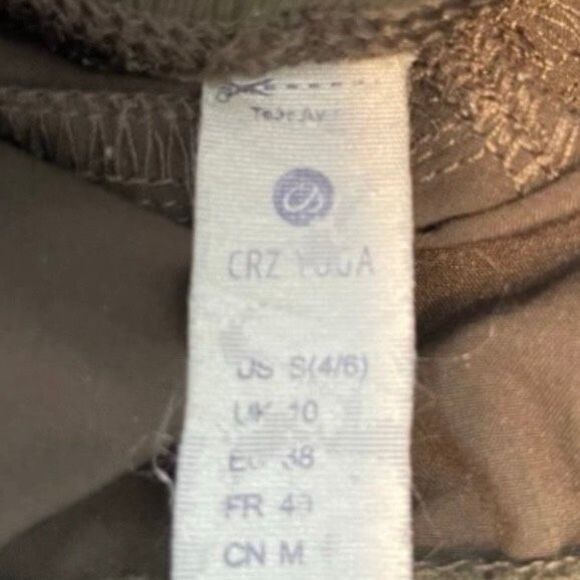 CRZ YOGA
US S(4/6)
UK 10
EU 38
FR 40
CN M